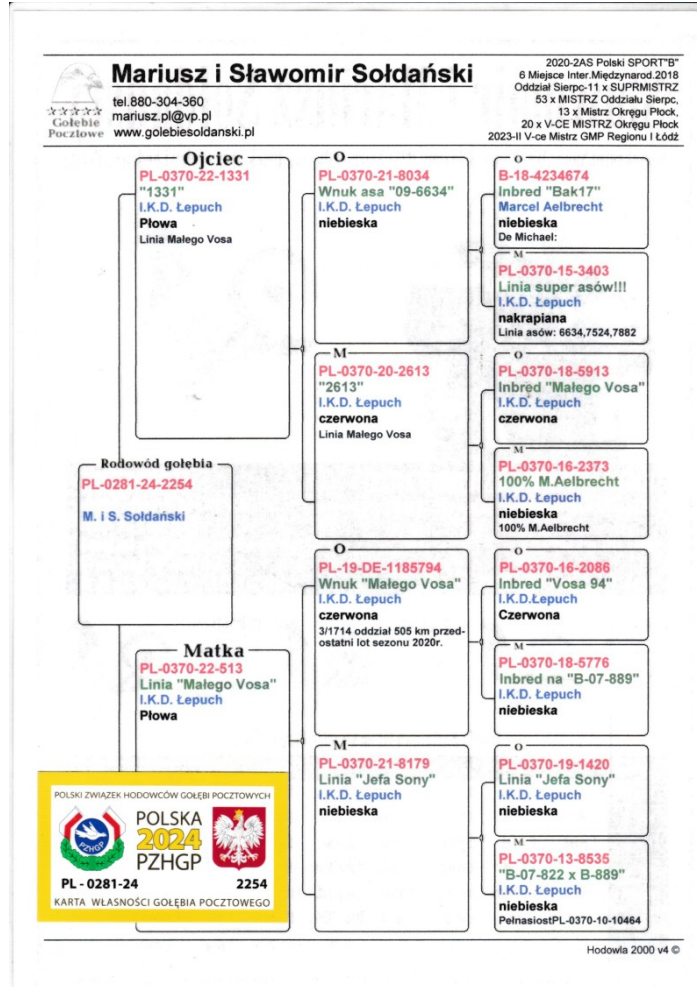 Mariusz i Sławomir Sołdański
tel.880-304-360
mariusz.pl@vp.pl
www.golebiesoldanski.pl
Gołębie
Pocztowe
2020-2AS Polski SPORT"B"
6 Miejsce Inter.Międzynarod.2018
Oddział Sierpc-11 x SUPRMISTRZ
53 x MISTRZ Oddziału Sierpc,
13 x Mistrz Okręgu Płock,
20 x V-CE MISTRZ Okręgu Płock
2023-II V-ce Mistrz GMP Regionu I Łódź
Ojciec
PL-0370-22-1331
"1331"
I.K.D. Łepuch
Płowa
Linia Małego Vosa
O
PL-0370-21-8034
Wnuk asa "09-6634"
I.K.D. Łepuch
niebieska
O
B-18-4234674
Inbred "Bak17"
Marcel Aelbrecht
niebieska
De Michael:
M
PL-0370-15-3403
Linia super asów!!!
I.K.D. Łepuch
nakrapiana
Linia asów: 6634,7524,7882
M
PL-0370-20-2613
"2613"
I.K.D. Łepuch
czerwona
Linia Małego Vosa
O
PL-0370-18-5913
Inbred "Małego Vosa"
I.K.D. Łepuch
czerwona
M
PL-0370-16-2373
100% M.Aelbrecht
I.K.D. Łepuch
niebieska
100% M.Aelbrecht
Rodowód gołębia
PL-0281-24-2254
M. i S. Sołdański
O
PL-19-DE-1185794
Wnuk "Małego Vosa"
I.K.D. Łepuch
czerwona
3/1714 oddział 505 km przed-
ostatni lot sezonu 2020r.
O
PL-0370-16-2086
Inbred "Vosa 94"
I.K.D.Łepuch
Czerwona
M
PL-0370-18-5776
Inbred na "B-07-889"
I.K.D. Łepuch
niebieska
Matka
PL-0370-22-513
Linia "Małego Vosa"
I.K.D. Łepuch
Płowa
M
PL-0370-21-8179
Linia "Jefa Sony"
I.K.D. Łepuch
niebieska
O
PL-0370-19-1420
Linia "Jefa Sony"
I.K.D. Łepuch
niebieska
M
PL-0370-13-8535
"B-07-822 x B-889"
I.K.D. Łepuch
niebieska
PełnasiostPL-0370-10-10464
POLSKI ZWIĄZEK HODOWCÓW GOŁĘBI POCZTOWYCH
POLSKA
2024
PZHGP
PZHGP
PL - 0281-24 2254
KARTA WŁASNOŚCI GOŁĘBIA POCZTOWEGO
Hodowla 2000 v4 ©